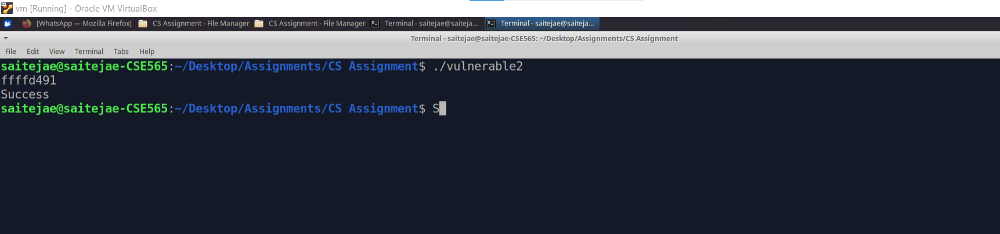 vm [Running] - Oracle VM VirtualBox
[WhatsApp — Mozilla Firefox] CS Assignment - File Manager CS Assignment - File Manager Terminal - saitejae@saiteja... Terminal - saitejae@saiteja...
Terminal - saitejae@saitejae-CSE565: ~/Desktop/Assignments/CS Assignment
File Edit View Terminal Tabs Help
saitejae@saitejae-CSE565:~/Desktop/Assignments/CS Assignment$ ./vulnerable2
ffffd491
Success
saitejae@saitejae-CSE565:~/Desktop/Assignments/CS Assignment$ S